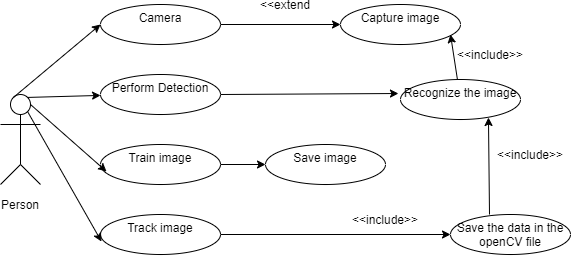 <<extend
Camera
Capture image
<<include>>
Perform Detection
Recognize the image
Train image
Save image
<<include>>
Person
<<include>>
Track image
Save the data in the
openCV file